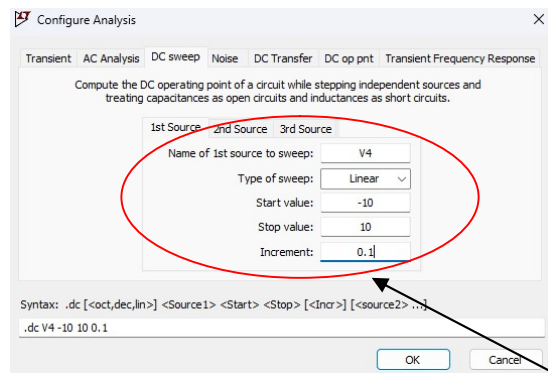 Configure Analysis
Transient AC Analysis DC sweep Noise DC Transfer DC op pnt Transient Frequency Response
Compute the DC operating point of a circuit while stepping independent sources and
treating capacitances as open circuits and inductances as short circuits.
1st Source 2nd Source 3rd Source
Name of 1st source to sweep: V4
Type of sweep: Linear
Start value: -10
Stop value: 10
Increment: 0.1
Syntax: .dc [<oct,dec,lin>] <Source1> <Start> <Stop> [<Incr>] [<source2> ...]
.dc V4 -10 10 0.1
OK Cancel